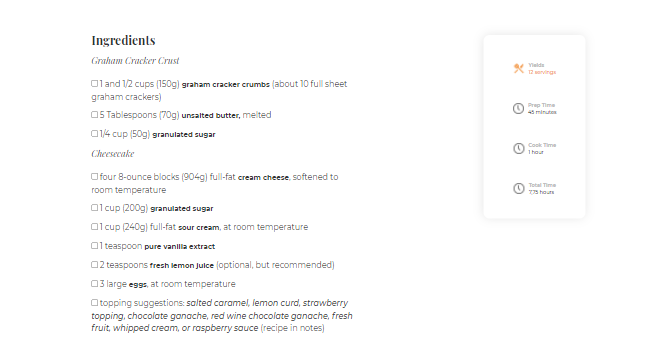 Ingredients
Graham Cracker Crust
1 and 1/2 cups (150g) graham cracker crumbs (about 10 full sheet
graham crackers)
5 Tablespoons (70g) unsalted butter, melted
1/4 cup (50g) granulated sugar
Cheesecake
four 8-ounce blocks (904g) full-fat cream cheese, softened to
room temperature
1 cup (200g) granulated sugar
1 cup (240g) full-fat sour cream, at room temperature
1 teaspoon pure vanilla extract
2 teaspoons fresh lemon juice (optional, but recommended)
3 large eggs, at room temperature
topping suggestions: salted caramel, lemon curd, strawberry
topping, chocolate ganache, red wine chocolate ganache, fresh
fruit, whipped cream, or raspberry sauce (recipe in notes)
Yields
12 servings
Prep Time
45 minutes
Cook Time
1 hour
Total Time
7.75 hours